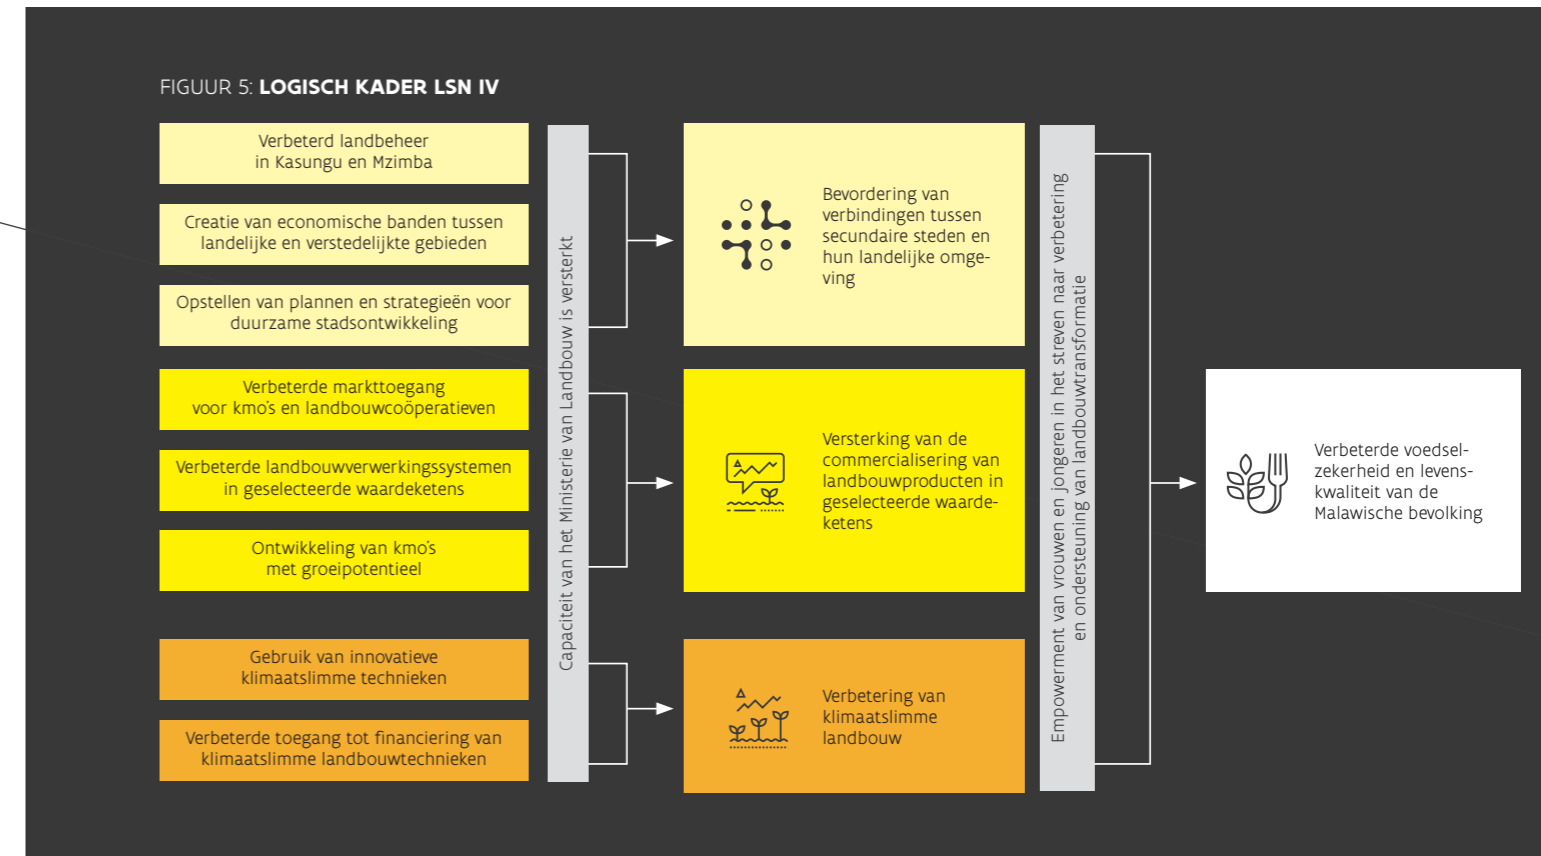 FIGUUR 5: LOGISCH KADER LSN IV
Verbeterd landbeheer
in Kasungu en Mzimba
Creatie van economische banden tussen
landelijke en verstedelijkte gebieden
Opstellen van plannen en strategieën voor
duurzame stadsontwikkeling
Verbeterde markttoegang
voor kmo's en landbouwcoöperatieven
Verbeterde landbouwverwerkingssystemen
in geselecteerde waardeketens
Ontwikkeling van kmo's
met groeipotentieel
Gebruik van innovatieve
klimaatslimme technieken
Verbeterde toegang tot financiering van
klimaatslimme landbouwtechnieken
Capaciteit van het Ministerie van Landbouw is versterkt
Bevordering van
verbindingen tussen
secundaire steden en
hun landelijke omge-
ving
Versterking van de
commercialisering van
landbouwproducten in
geselecteerde waarde-
ketens
Verbetering van
klimaatslimme
landbouw
Empowerment van vrouwen en jongeren in het streven naar verbetering
en ondersteuning van landbouwtransformatie
Verbeterde voedsel-
zekerheid en levens-
kwaliteit van de
Malawische bevolking